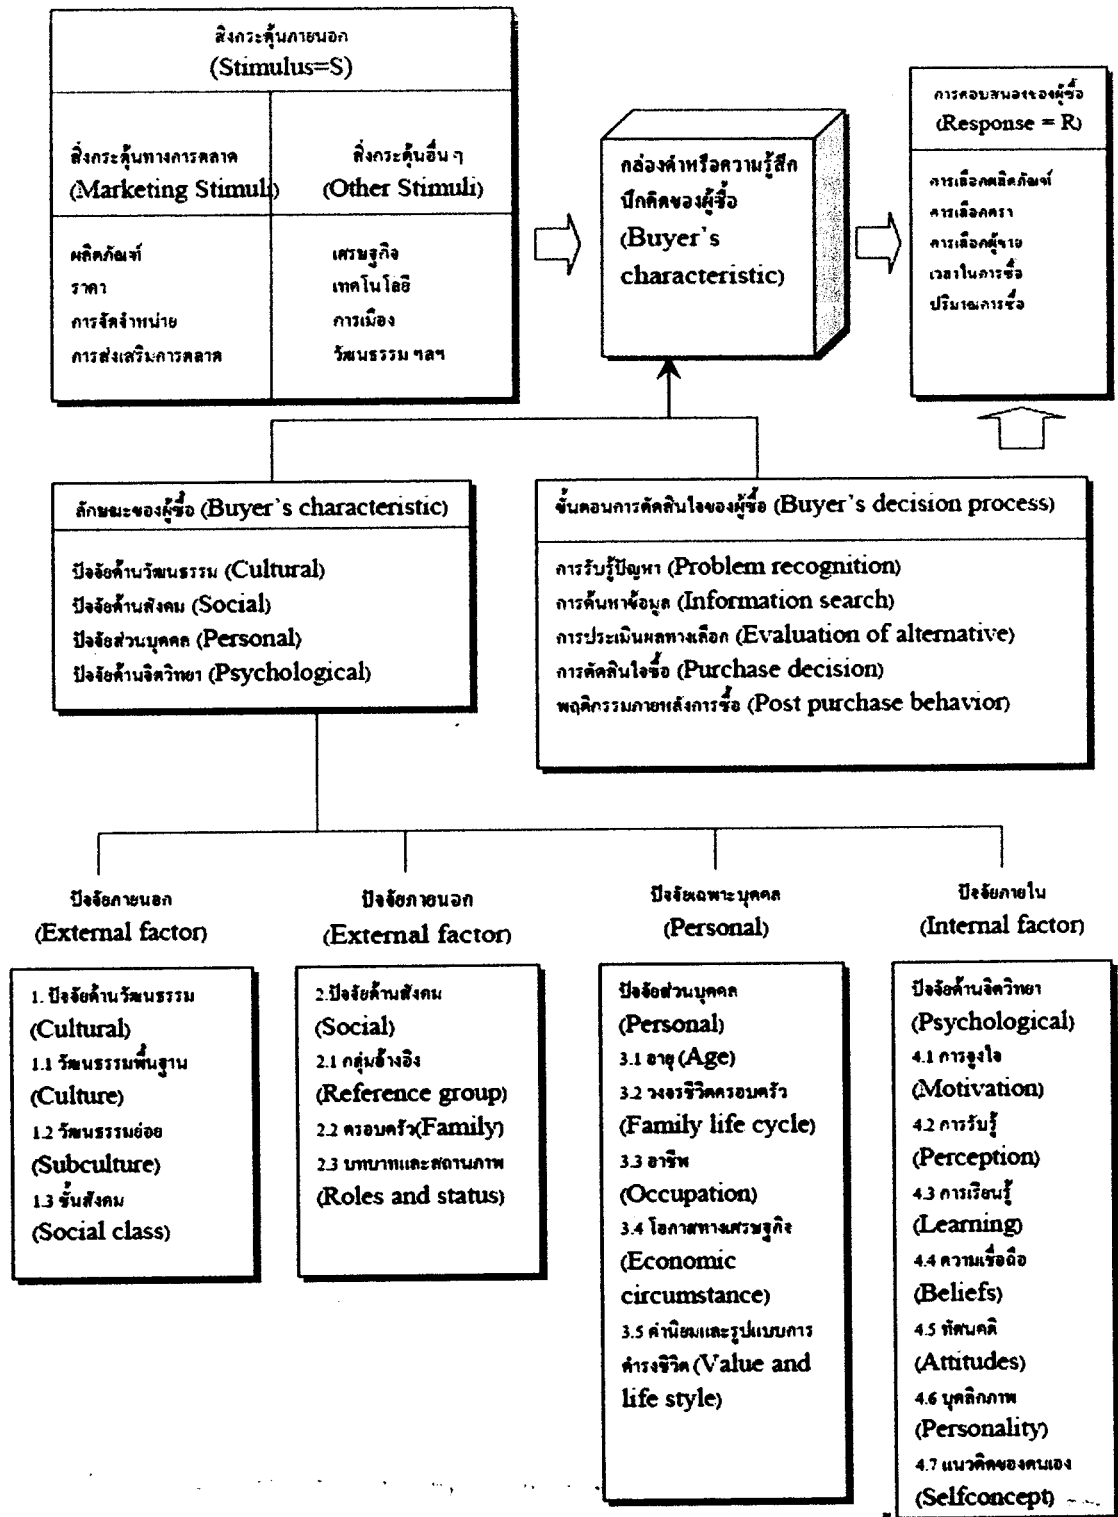 สิ่งกระตุ้นภายนอก
(Stimulus=S)
สิ่งกระตุ้นทางการตลาด
(Marketing Stimuli)
สิ่งกระตุ้นอื่น ๆ
(Other Stimuli)
ผลิตภัณฑ์
ราคา
การจัดจำหน่าย
การส่งเสริมการตลาด
เศรษฐกิจ
เทคโนโลยี
การเมือง
วัฒนธรรม ฯลฯ
กล่องดำหรือความรู้สึก
นึกคิดของผู้ซื้อ
(Buyer's
characteristic)
การตอบสนองของผู้ซื้อ
(Response = R)
การเลือกผลิตภัณฑ์
การเลือกตรา
การเลือกผู้ขาย
เวลาในการซื้อ
ปริมาณการซื้อ
ลักษณะของผู้ซื้อ (Buyer's characteristic)
ปัจจัยด้านวัฒนธรรม (Cultural)
ปัจจัยด้านสังคม (Social)
ปัจจัยส่วนบุคคล (Personal)
ปัจจัยด้านจิตวิทยา (Psychological)
ขั้นตอนการตัดสินใจของผู้ซื้อ (Buyer's decision process)
การรับรู้ปัญหา (Problem recognition)
การค้นหาข้อมูล (Information search)
การประเมินผลทางเลือก (Evaluation of alternative)
การตัดสินใจซื้อ (Purchase decision)
พฤติกรรมภายหลังการซื้อ (Post purchase behavior)
ปัจจัยภายนอก
(External factor)
1. ปัจจัยด้านวัฒนธรรม
(Cultural)
1.1 วัฒนธรรมพื้นฐาน
(Culture)
1.2 วัฒนธรรมย่อย
(Subculture)
1.3 ชั้นสังคม
(Social class)
ปัจจัยภายนอก
(External factor)
2.ปัจจัยด้านสังคม
(Social)
2.1 กลุ่มอ้างอิง
(Reference group)
2.2 ครอบครัว(Family)
2.3 บทบาทและสถานภาพ
(Roles and status)
ปัจจัยเฉพาะบุคคล
(Personal)
ปัจจัยส่วนบุคคล
(Personal)
3.1 อายุ (Age)
3.2 วงจรชีวิตครอบครัว
(Family life cycle)
3.3 อาชีพ
(Occupation)
3.4 โอกาสทางเศรษฐกิจ
(Economic
circumstance)
3.5 ค่านิยมและรูปแบบการ
ดำรงชีวิต (Value and
life style)
ปัจจัยภายใน
(Internal factor)
ปัจจัยด้านจิตวิทยา
(Psychological)
4.1 การจูงใจ
(Motivation)
4.2 การรับรู้
(Perception)
4.3 การเรียนรู้
(Learning)
4.4 ความเชื่อถือ
(Beliefs)
4.5 ทัศนคติ
(Attitudes)
4.6 บุคลิกภาพ
(Personality)
4.7 แนวคิดของตนเอง
(Selfconcept)